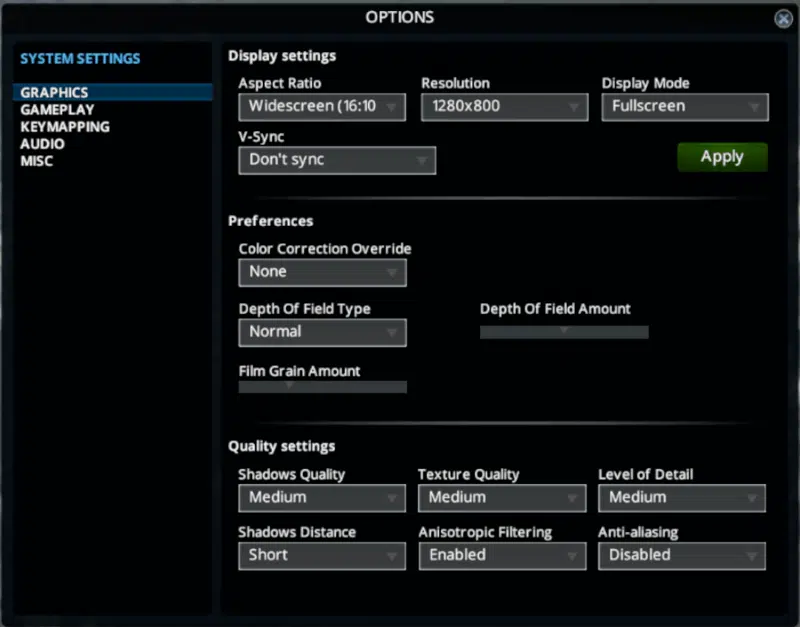 OPTIONS
SYSTEM SETTINGS
GRAPHICS
GAMEPLAY
KEYMAPPING
AUDIO
MISC
Display settings
Aspect Ratio Resolution Display Mode
Widescreen (16:10 1280x800 Fullscreen
V-Sync
Don't sync Apply
Preferences
Color Correction Override
None
Depth Of Field Type Depth Of Field Amount
Normal
Film Grain Amount
Quality settings
Shadows Quality Texture Quality Level of Detail
Medium Medium Medium
Shadows Distance Anisotropic Filtering Anti-aliasing
Short Enabled Disabled